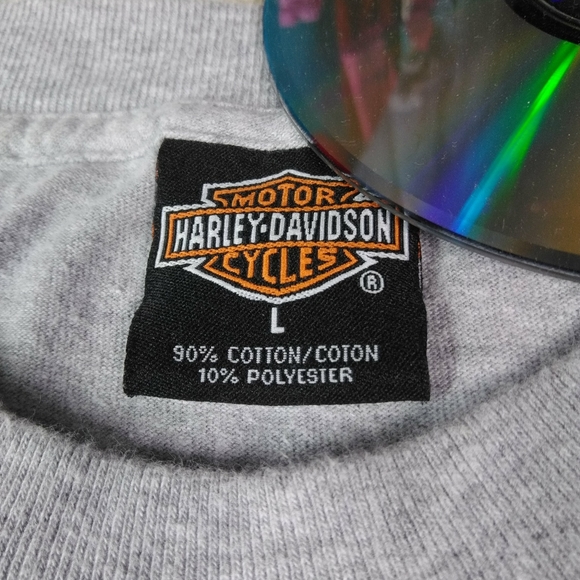 MOTOR
HARLEY-DAVIDSON
CYCLES
®
L
90% COTTON/COTON
10% POLYESTER